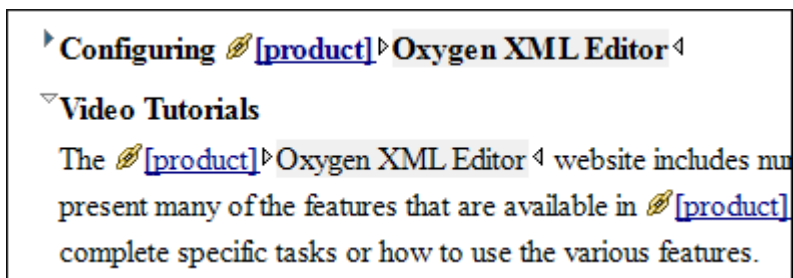 Configuring [product] Oxygen XML Editor
Video Tutorials
The [product] Oxygen XML Editor website includes
present many of the features that are available in [product]
complete specific tasks or how to use the various features.